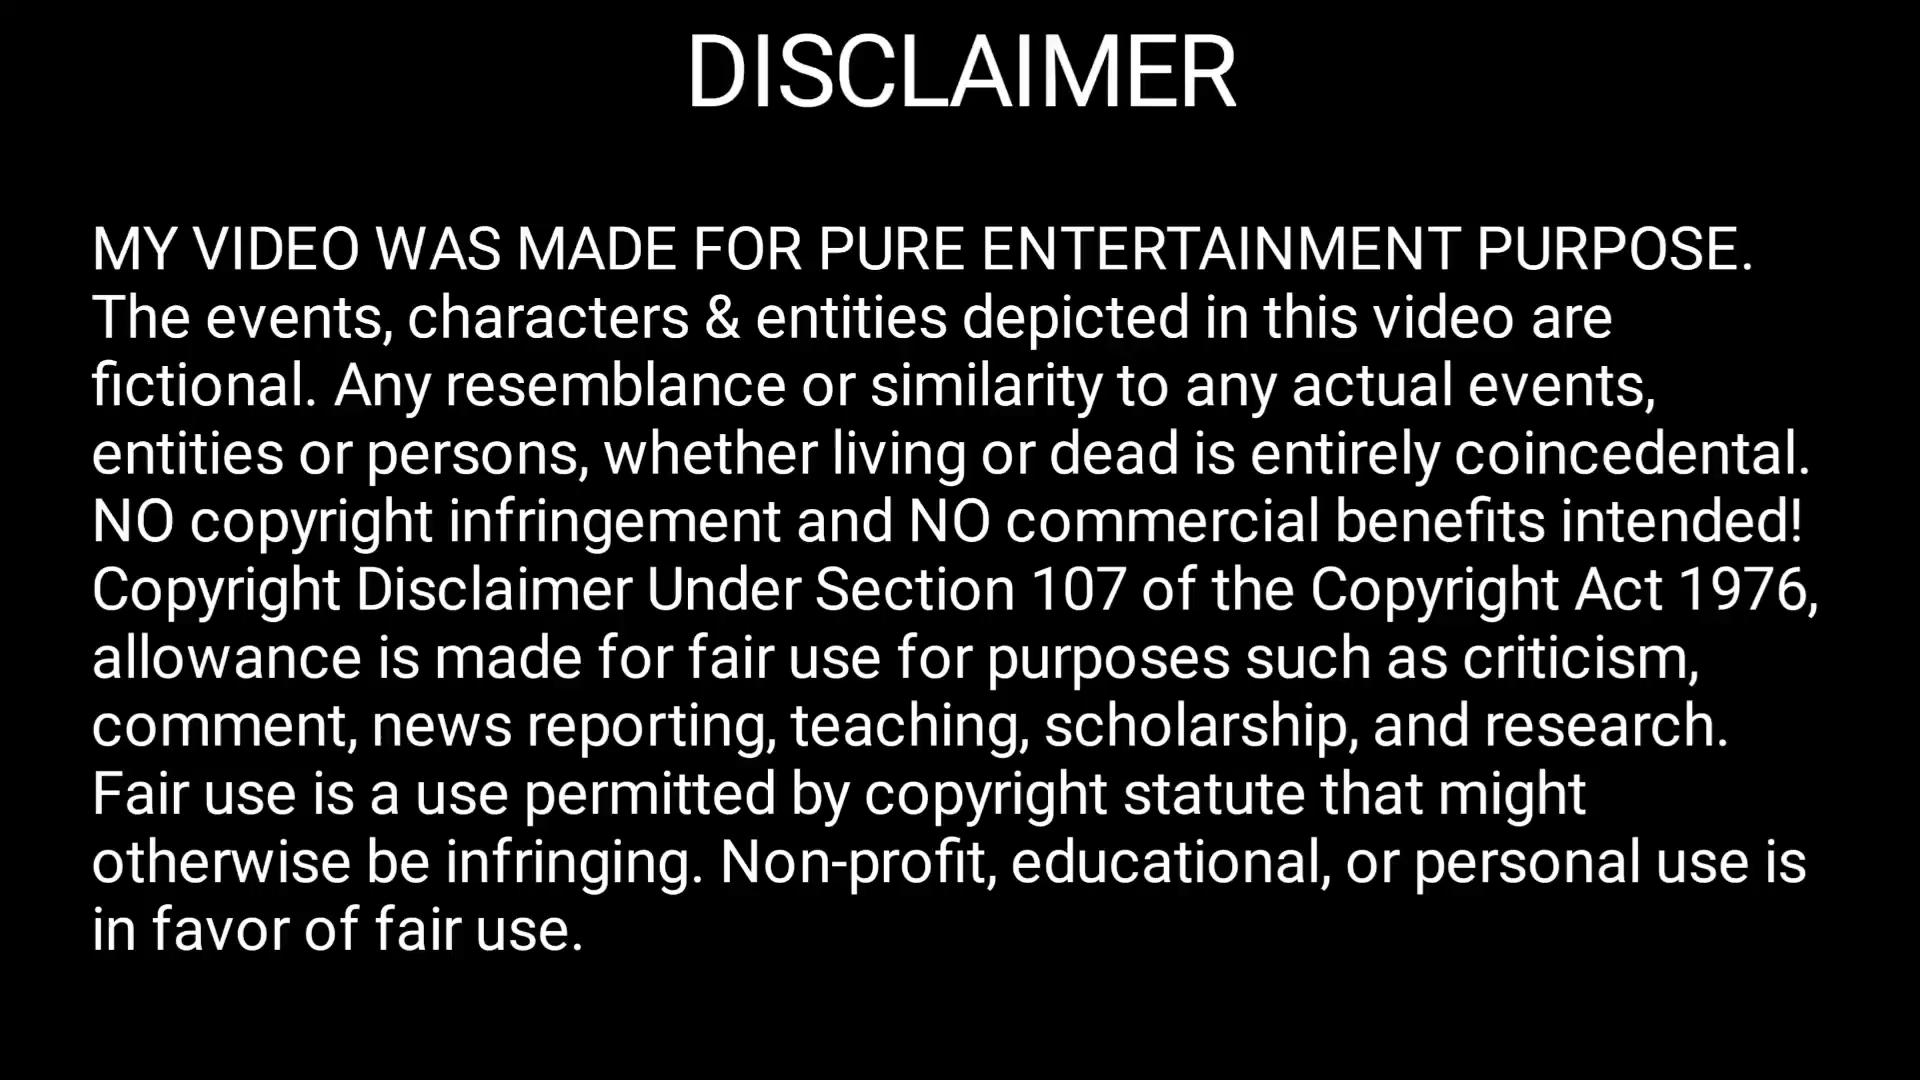 DISCLAIMER
MY VIDEO WAS MADE FOR PURE ENTERTAINMENT PURPOSE.
The events, characters & entities depicted in this video are
fictional. Any resemblance or similarity to any actual events,
entities or persons, whether living or dead is entirely coincedental.
NO copyright infringement and NO commercial benefits intended!
Copyright Disclaimer Under Section 107 of the Copyright Act 1976,
allowance is made for fair use for purposes such as criticism,
comment, news reporting, teaching, scholarship, and research.
Fair use is a use permitted by copyright statute that might
otherwise be infringing. Non-profit, educational, or personal use is
in favor of fair use.